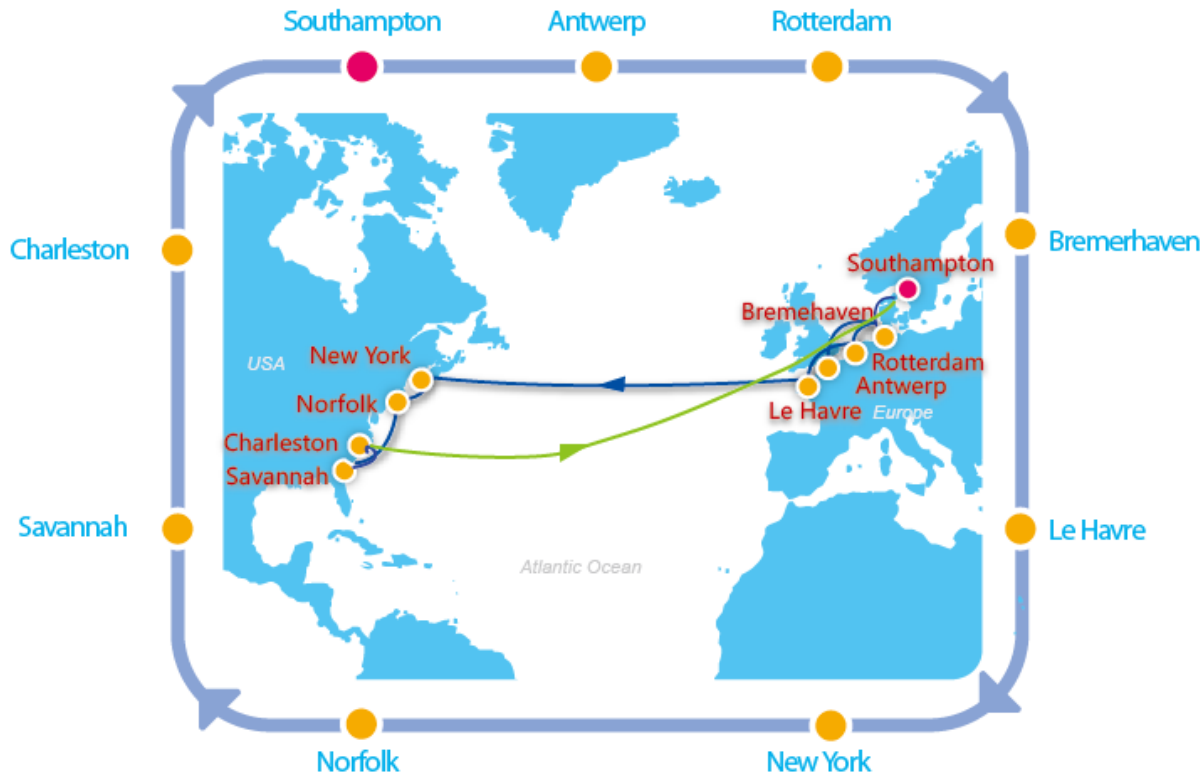 Southampton
Antwerp
Rotterdam
Charleston
Bremerhaven
Southampton
Bremehaven
USA
New York
Rotterdam
Norfolk
Antwerp
Le Havre
Europe
Charleston
Savannah
Savannah
Le Havre
Atlantic Ocean
Norfolk
New York